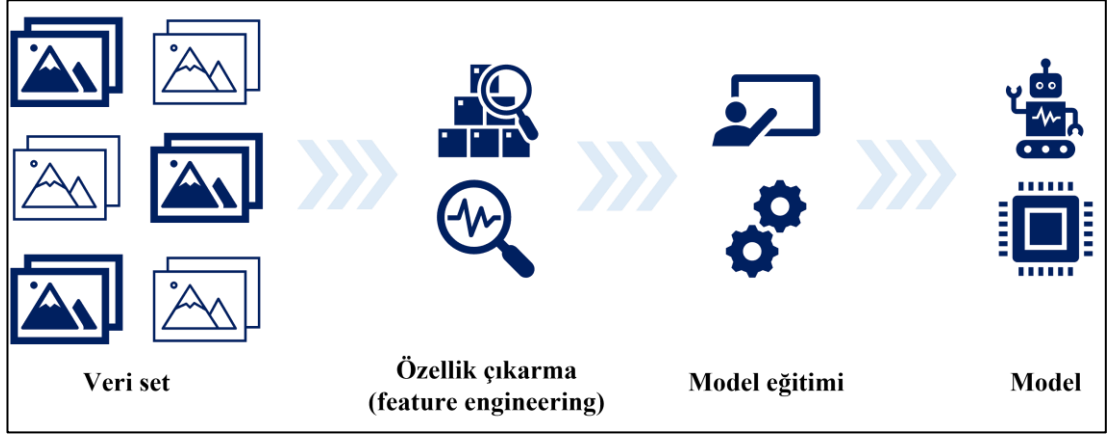 Veri set
Özellik çıkarma
(feature engineering)
Model eğitimi
Model